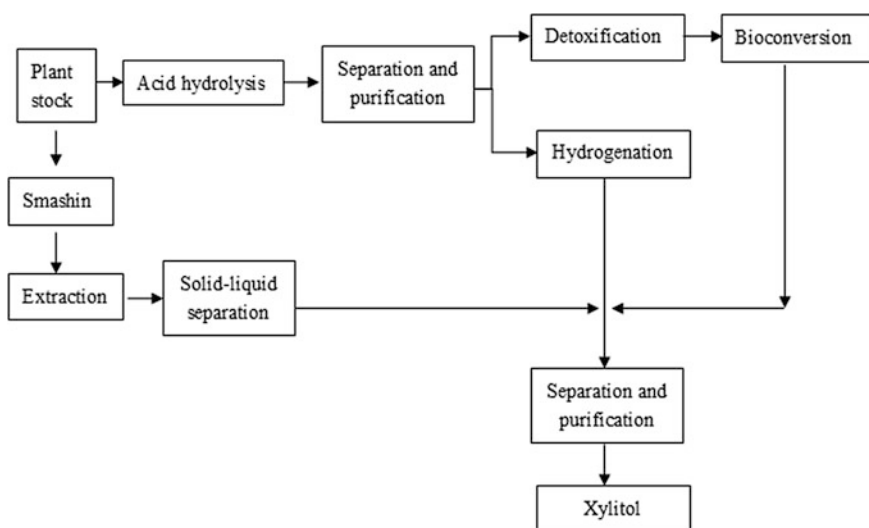 Plant
stock
Acid hydrolysis
Separation and
purification
Detoxification
Bioconversion
Hydrogenation
Smashin
Extraction
Solid-liquid
separation
Separation and
purification
Xylitol